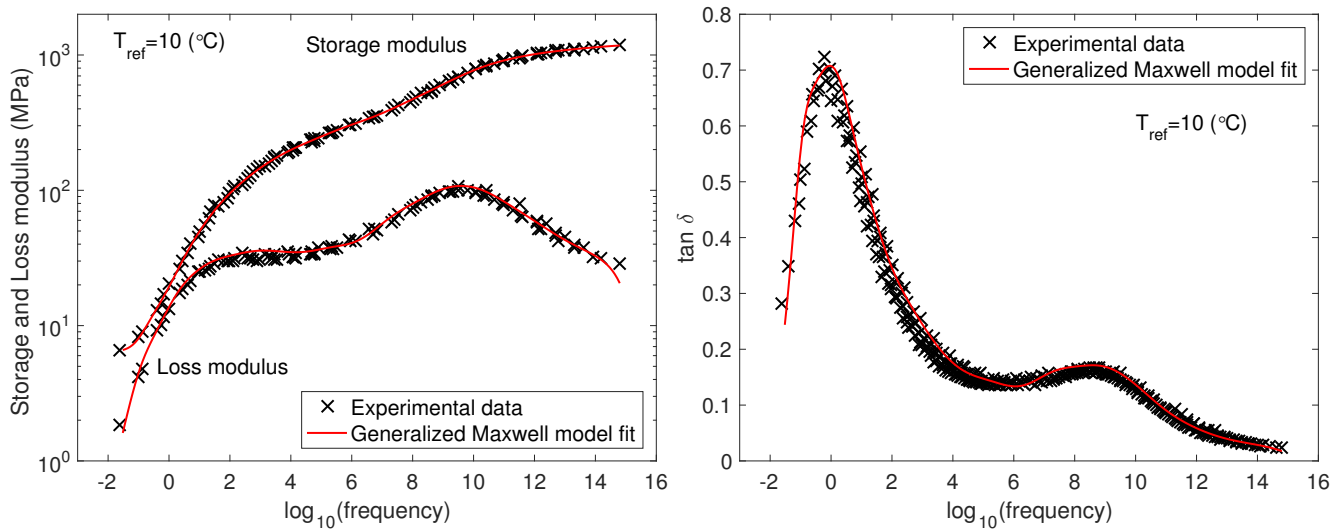 T_ref=10 (°C)
Storage modulus
Loss modulus
Experimental data
Generalized Maxwell model fit
Storage and Loss modulus (MPa)
10^3
10^2
10^1
10^0
-2 0 2 4 6 8 10 12 14 16
log_10(frequency)
Experimental data
Generalized Maxwell model fit
T_ref=10 (°C)
tan δ
0.8
0.7
0.6
0.5
0.4
0.3
0.2
0.1
0
-2 0 2 4 6 8 10 12 14 16
log_10(frequency)